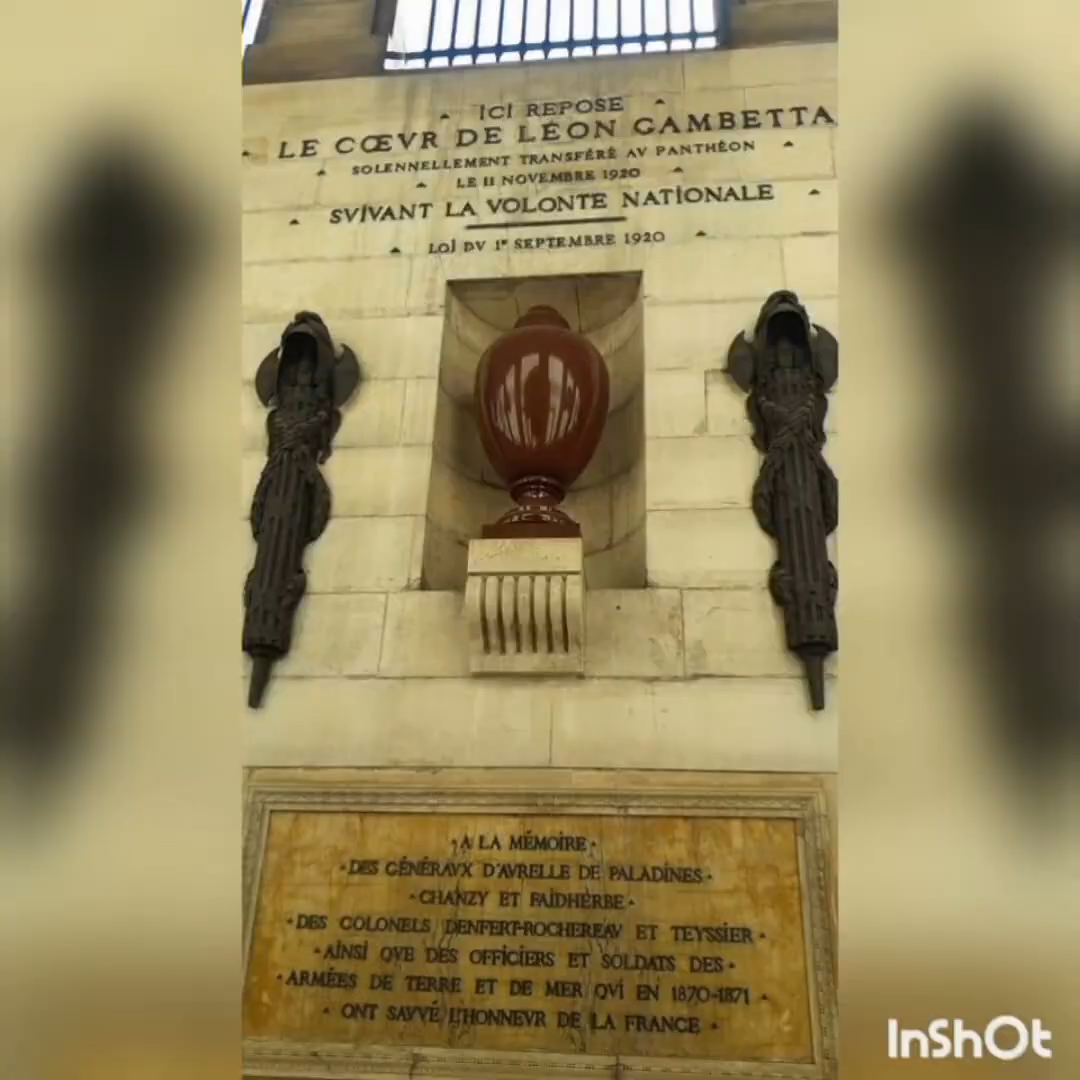 ICI REPOSE
LE CŒVR DE LÉON GAMBETTA
SOLENNELLEMENT TRANSFÉRÉ AV PANTHÉON
LE 11 NOVEMBRE 1920
SVIVANT LA VOLONTE NATIONALE
LOI DV 1ᴱᴿ SEPTEMBRE 1920
· A LA MÉMOIRE ·
· DES GÉNÉRAVX D'AVRELLE DE PALADINES ·
· CHANZY ET FAIDHERBE ·
· DES COLONELS DENFERT-ROCHEREAV ET TEYSSIER ·
· AINSI QVE DES OFFICIERS ET SOLDATS DES ·
· ARMÉES DE TERRE ET DE MER QVI EN 1870-1871 ·
· ONT SAVVÉ L'HONNEVR DE LA FRANCE ·
InShOt